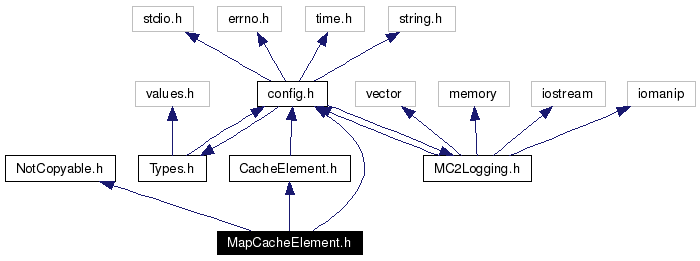 stdio.h errno.h time.h string.h
values.h config.h vector memory iostream iomanip
NotCopyable.h Types.h CacheElement.h MC2Logging.h
MapCacheElement.h